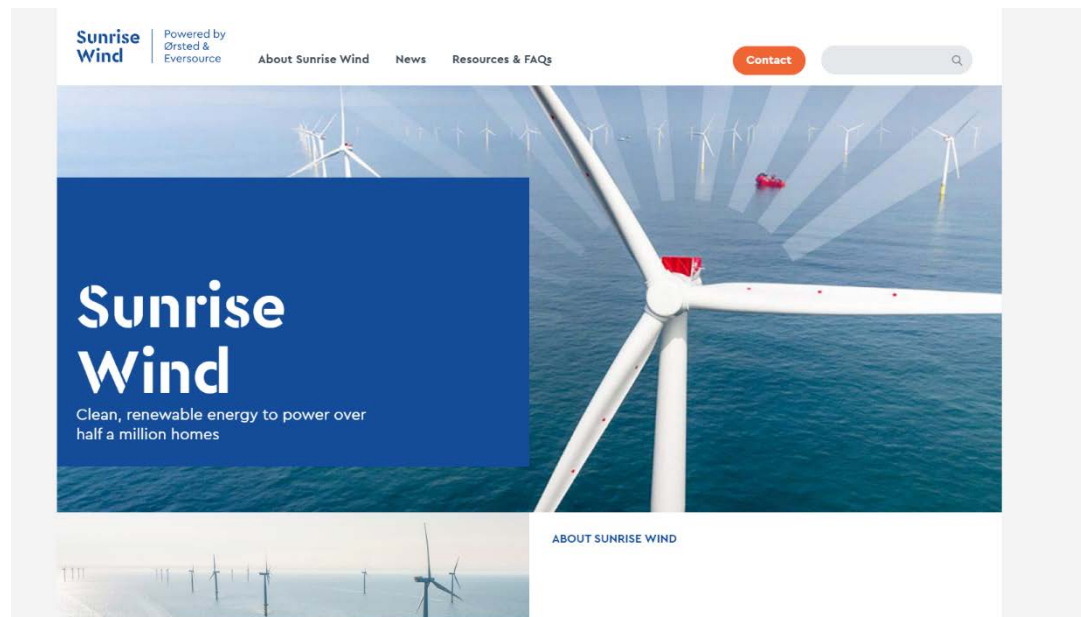 Sunrise
Wind
Powered by
Ørsted &
Eversource
About Sunrise Wind
News
Resources & FAQs
Contact
Sunrise
Wind
Clean, renewable energy to power over
half a million homes
ABOUT SUNRISE WIND